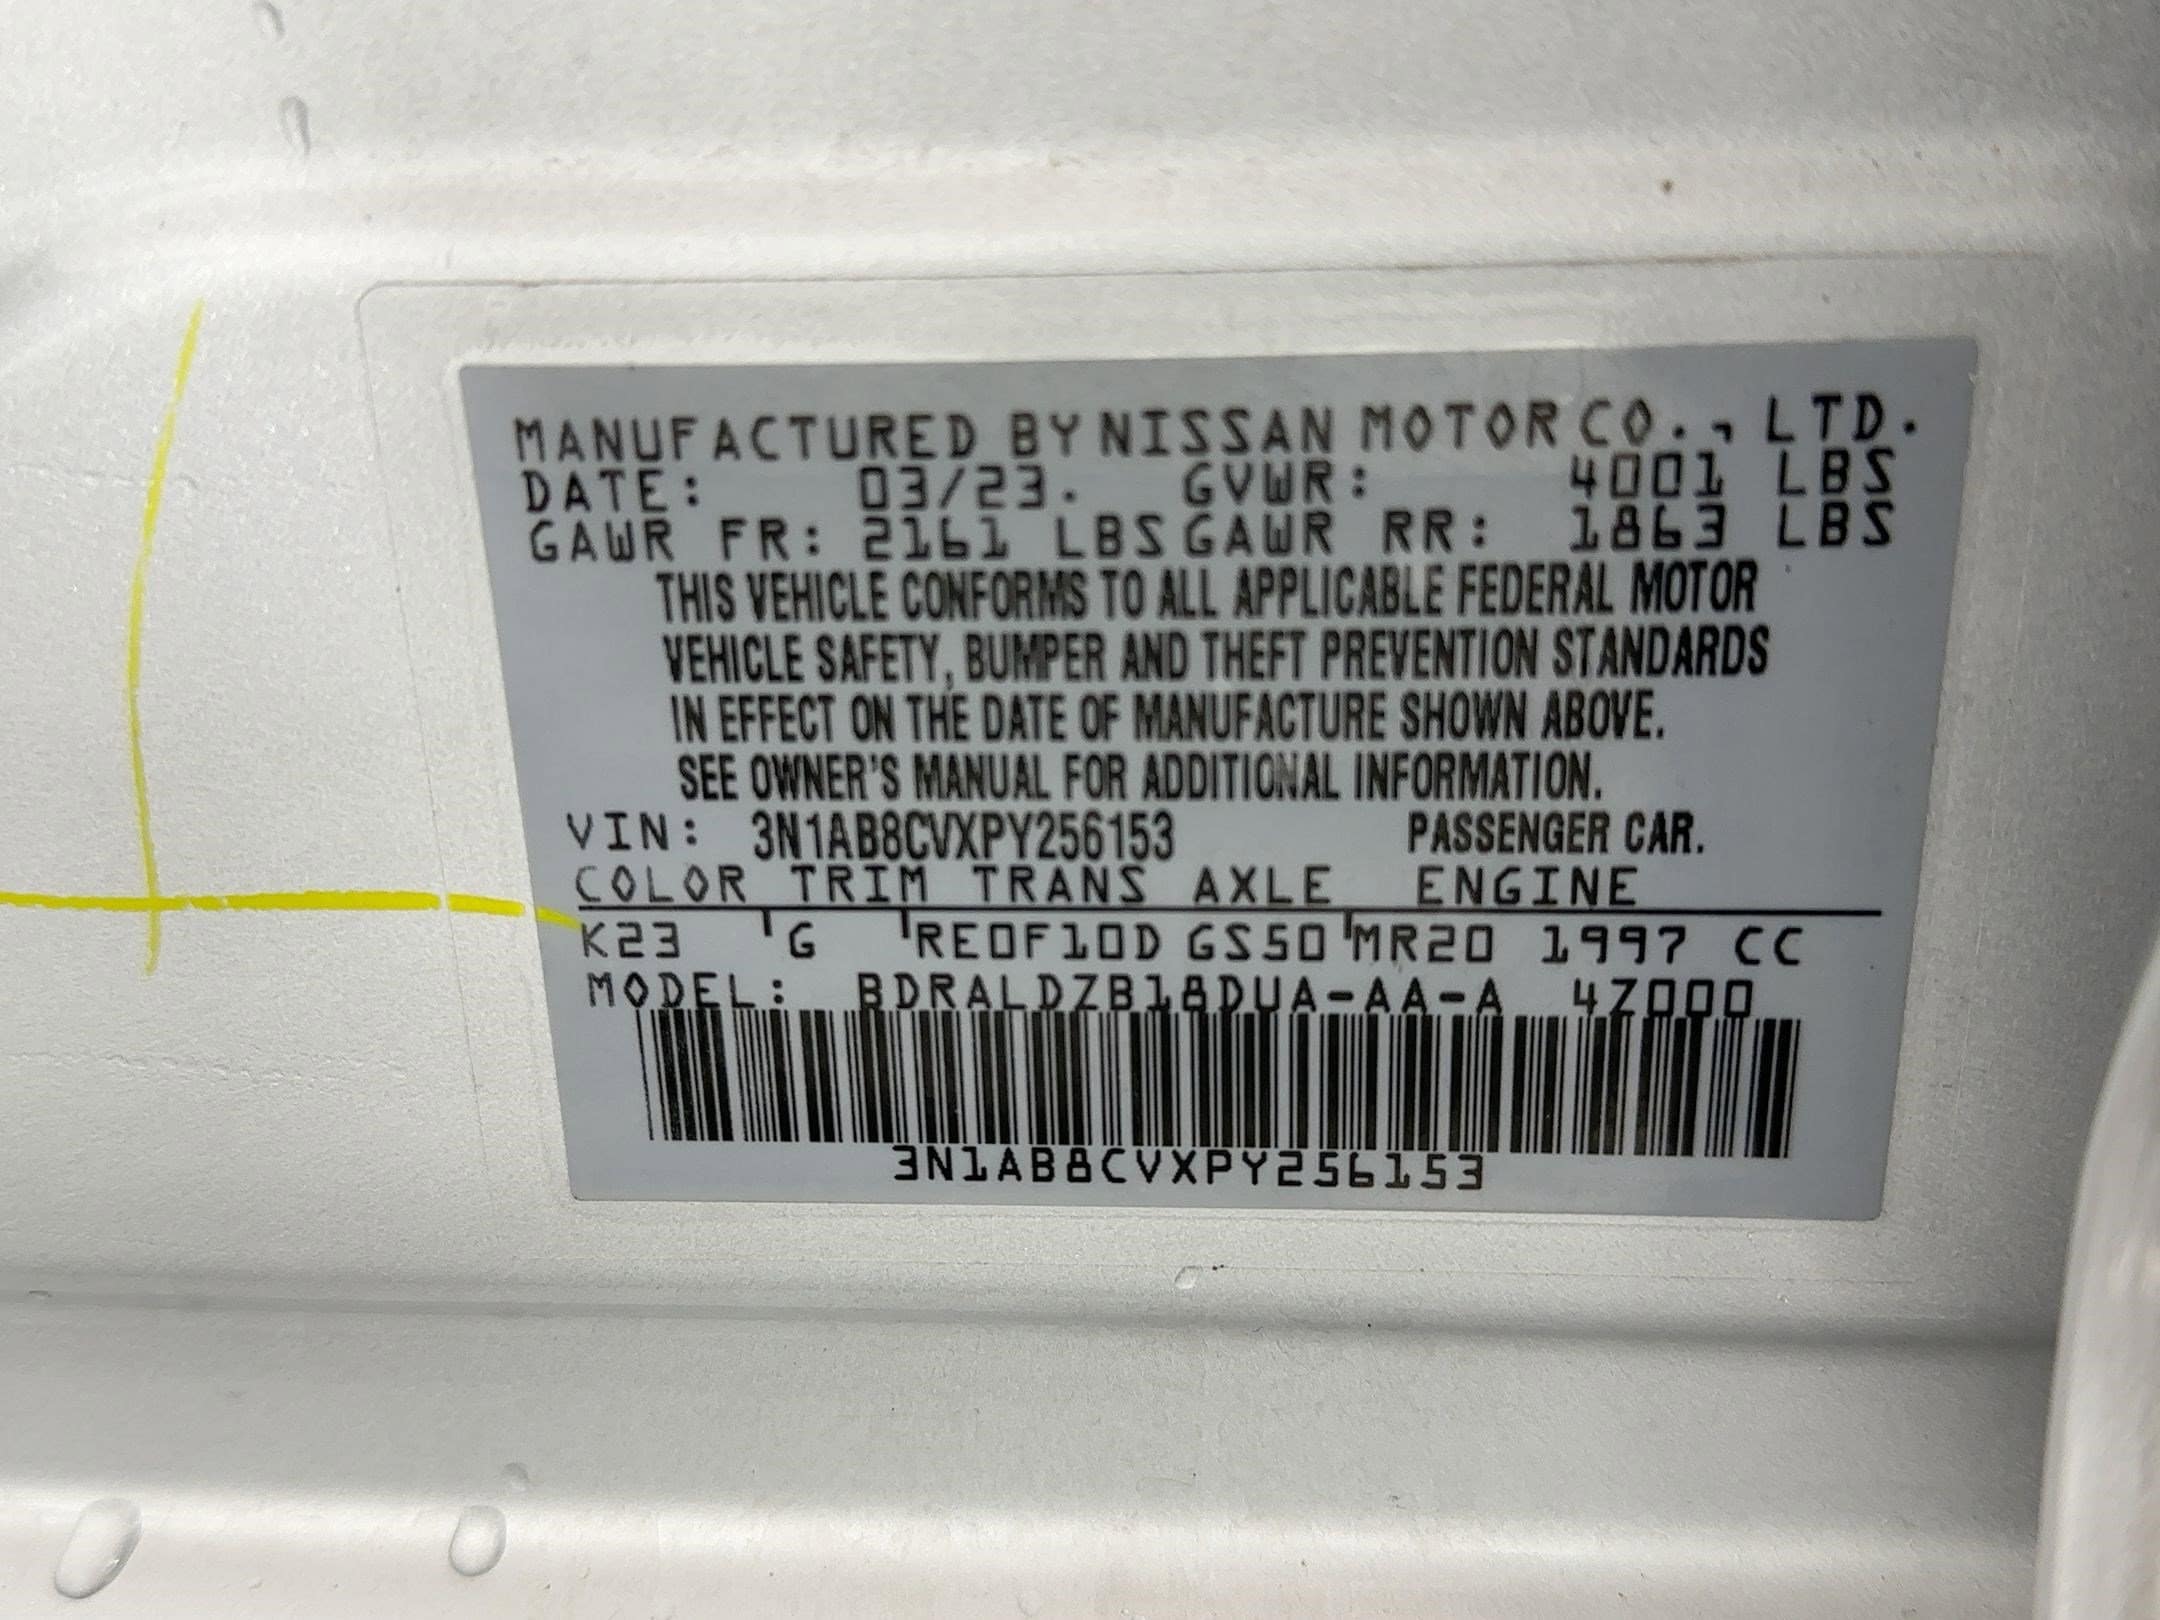 MANUFACTURED BY NISSAN MOTOR CO., LTD.
DATE: 03/23. GVWR: 4001 LBS
GAWR FR: 2161 LBS GAWR RR: 1863 LBS
THIS VEHICLE CONFORMS TO ALL APPLICABLE FEDERAL MOTOR
VEHICLE SAFETY, BUMPER AND THEFT PREVENTION STANDARDS
IN EFFECT ON THE DATE OF MANUFACTURE SHOWN ABOVE.
SEE OWNER'S MANUAL FOR ADDITIONAL INFORMATION.
VIN: 3N1AB8CVXPY256153 PASSENGER CAR.
COLOR TRIM TRANS AXLE ENGINE
K23 G RE0F10D GS50 MR20 1997 CC
MODEL: BDRALDZB18DUA-AA-A 4Z000
3N1AB8CVXPY256153